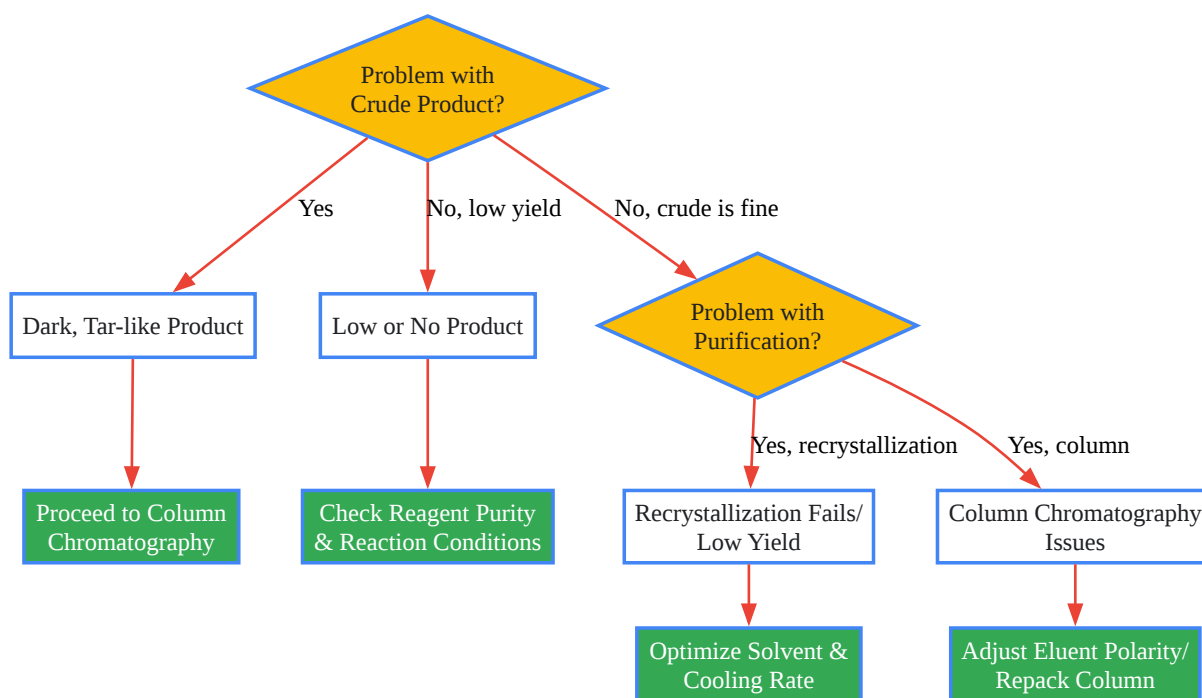 Problem with
Crude Product?
Yes
No, low yield
No, crude is fine
Dark, Tar-like Product
Low or No Product
Problem with
Purification?
Yes, recrystallization
Yes, column
Proceed to Column
Chromatography
Check Reagent Purity
& Reaction Conditions
Recrystallization Fails/
Low Yield
Column Chromatography
Issues
Optimize Solvent &
Cooling Rate
Adjust Eluent Polarity/
Repack Column